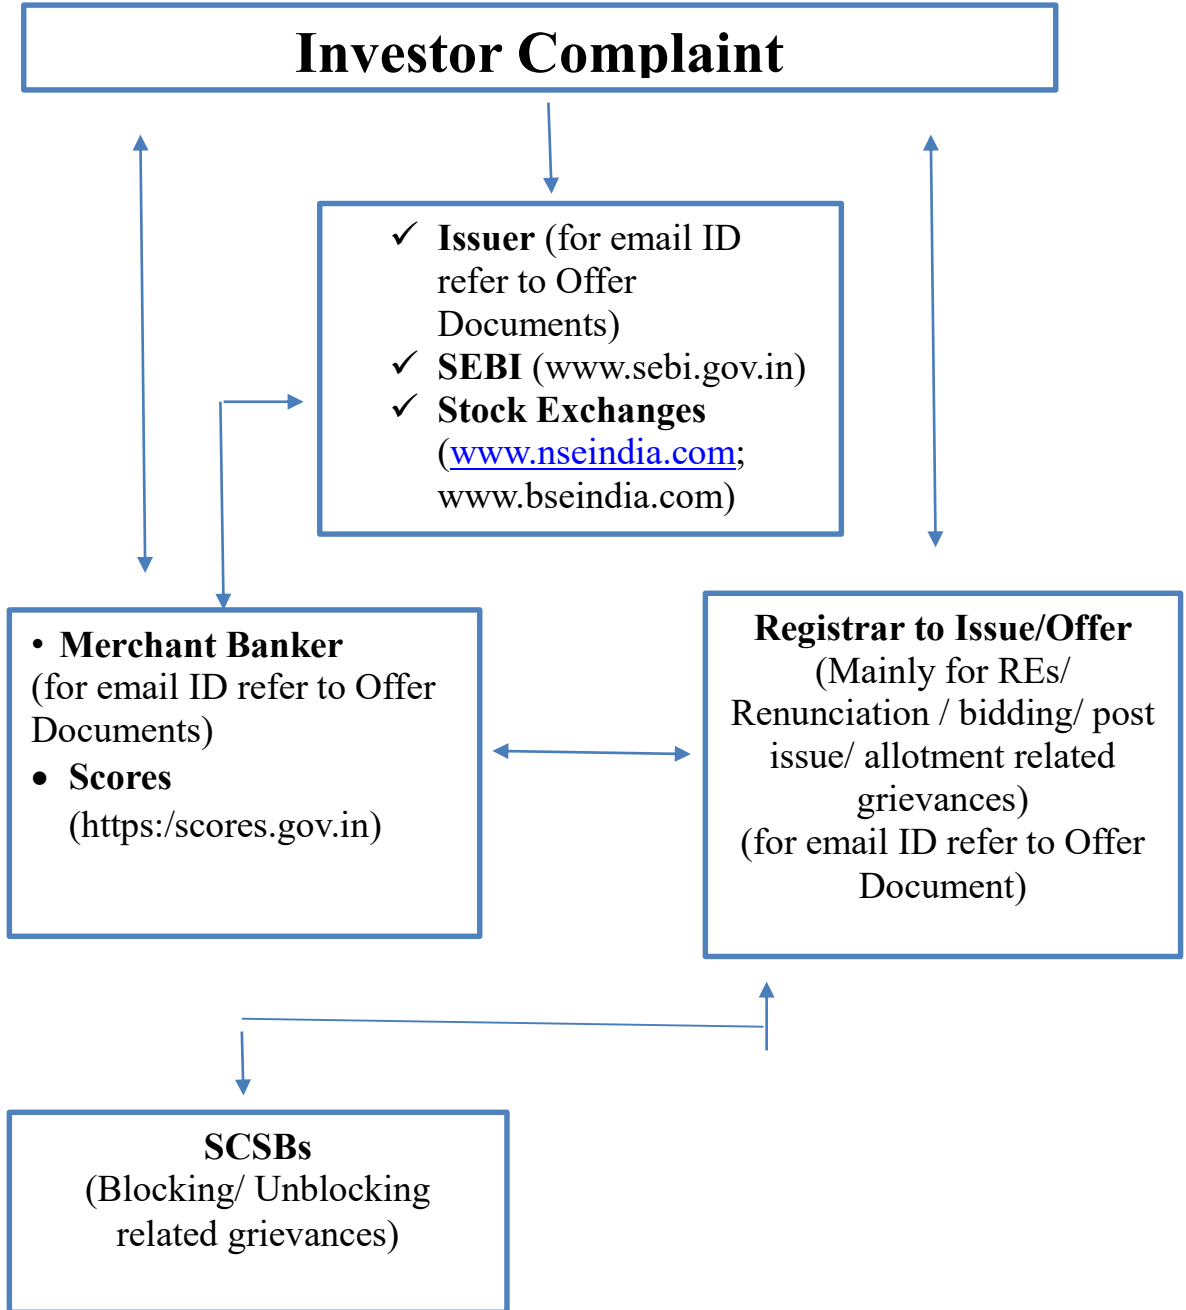 Investor Complaint
✓ Issuer (for email ID
refer to Offer
Documents)
✓ SEBI (www.sebi.gov.in)
✓ Stock Exchanges
(www.nseindia.com;
www.bseindia.com)
• Merchant Banker
(for email ID refer to Offer
Documents)
• Scores
(https:/scores.gov.in)
Registrar to Issue/Offer
(Mainly for REs/
Renunciation / bidding/ post
issue/ allotment related
grievances)
(for email ID refer to Offer
Document)
SCSBs
(Blocking/ Unblocking
related grievances)